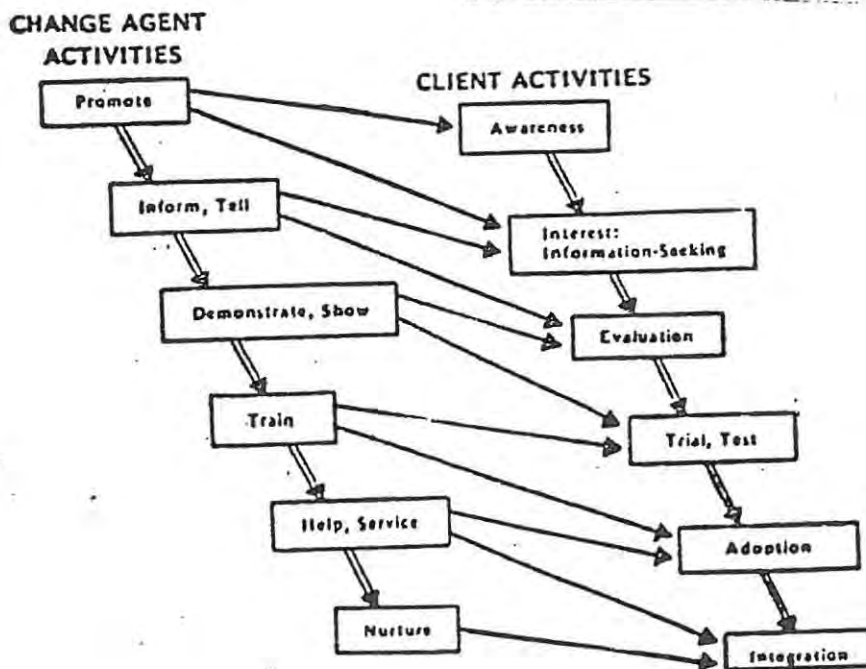 CHANGE AGENT
ACTIVITIES
CLIENT ACTIVITIES
Promote
Awareness
Inform, Tell
Interest:
Information-Seeking
Demonstrate, Show
Evaluation
Train
Trial, Test
Help, Service
Adoption
Nurture
Integration